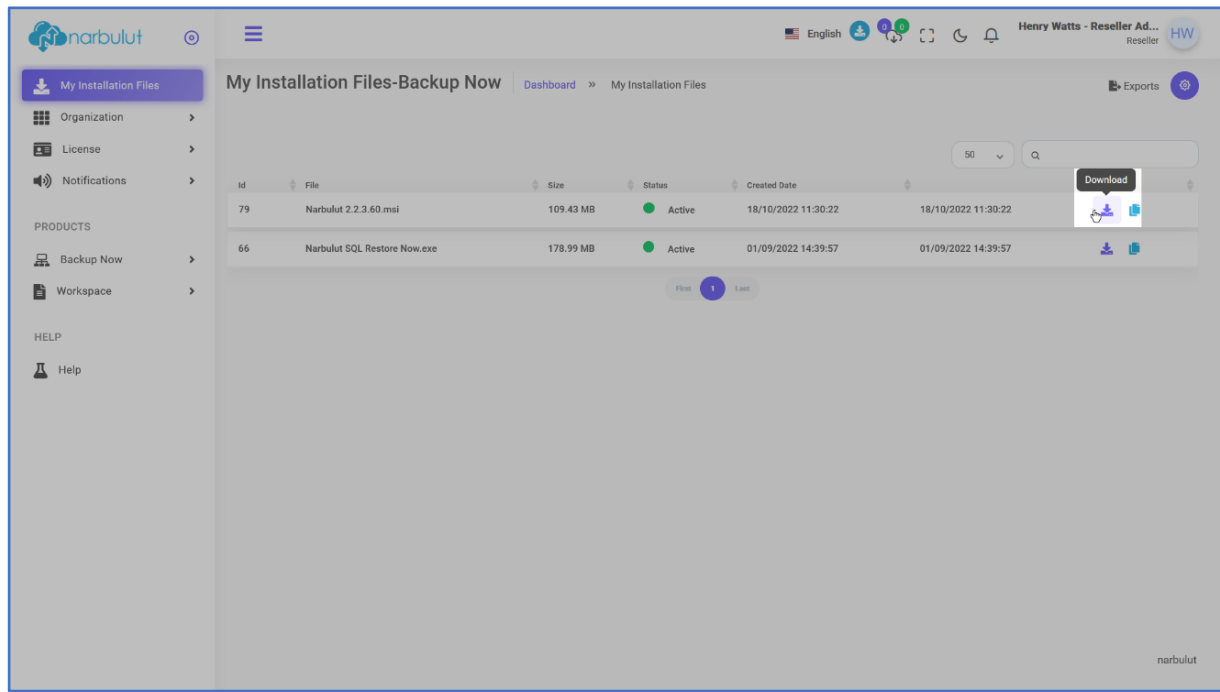 narbulut
English
0
0
Henry Watts - Reseller Ad...
Reseller
HW
My Installation Files
Organization
License
Notifications
PRODUCTS
Backup Now
Workspace
HELP
Help
My Installation Files-Backup Now
Dashboard » My Installation Files
Exports
50
Download
Id File Size Status Created Date
79 Narbulut 2.2.3.60.msi 109.43 MB Active 18/10/2022 11:30:22 18/10/2022 11:30:22
66 Narbulut SQL Restore Now.exe 178.99 MB Active 01/09/2022 14:39:57 01/09/2022 14:39:57
First 1 Last
narbulut